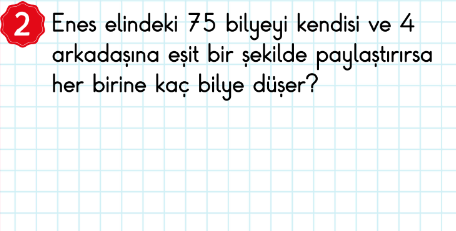 2 Enes elindeki 75 bilyeyi kendisi ve 4
arkadaşına eşit bir şekilde paylaştırırsa
her birine kaç bilye düşer?